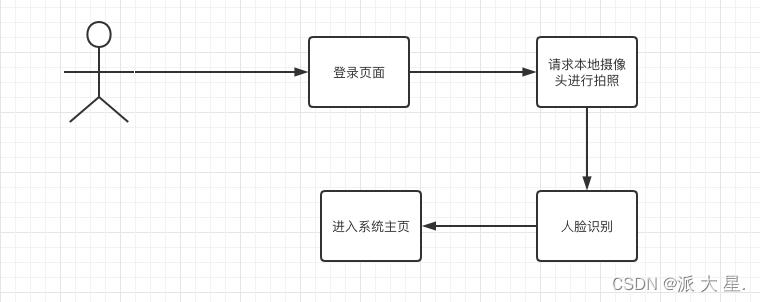 登录页面
请求本地摄像
头进行拍照
进入系统主页
人脸识别
CSDN @派 大 星.